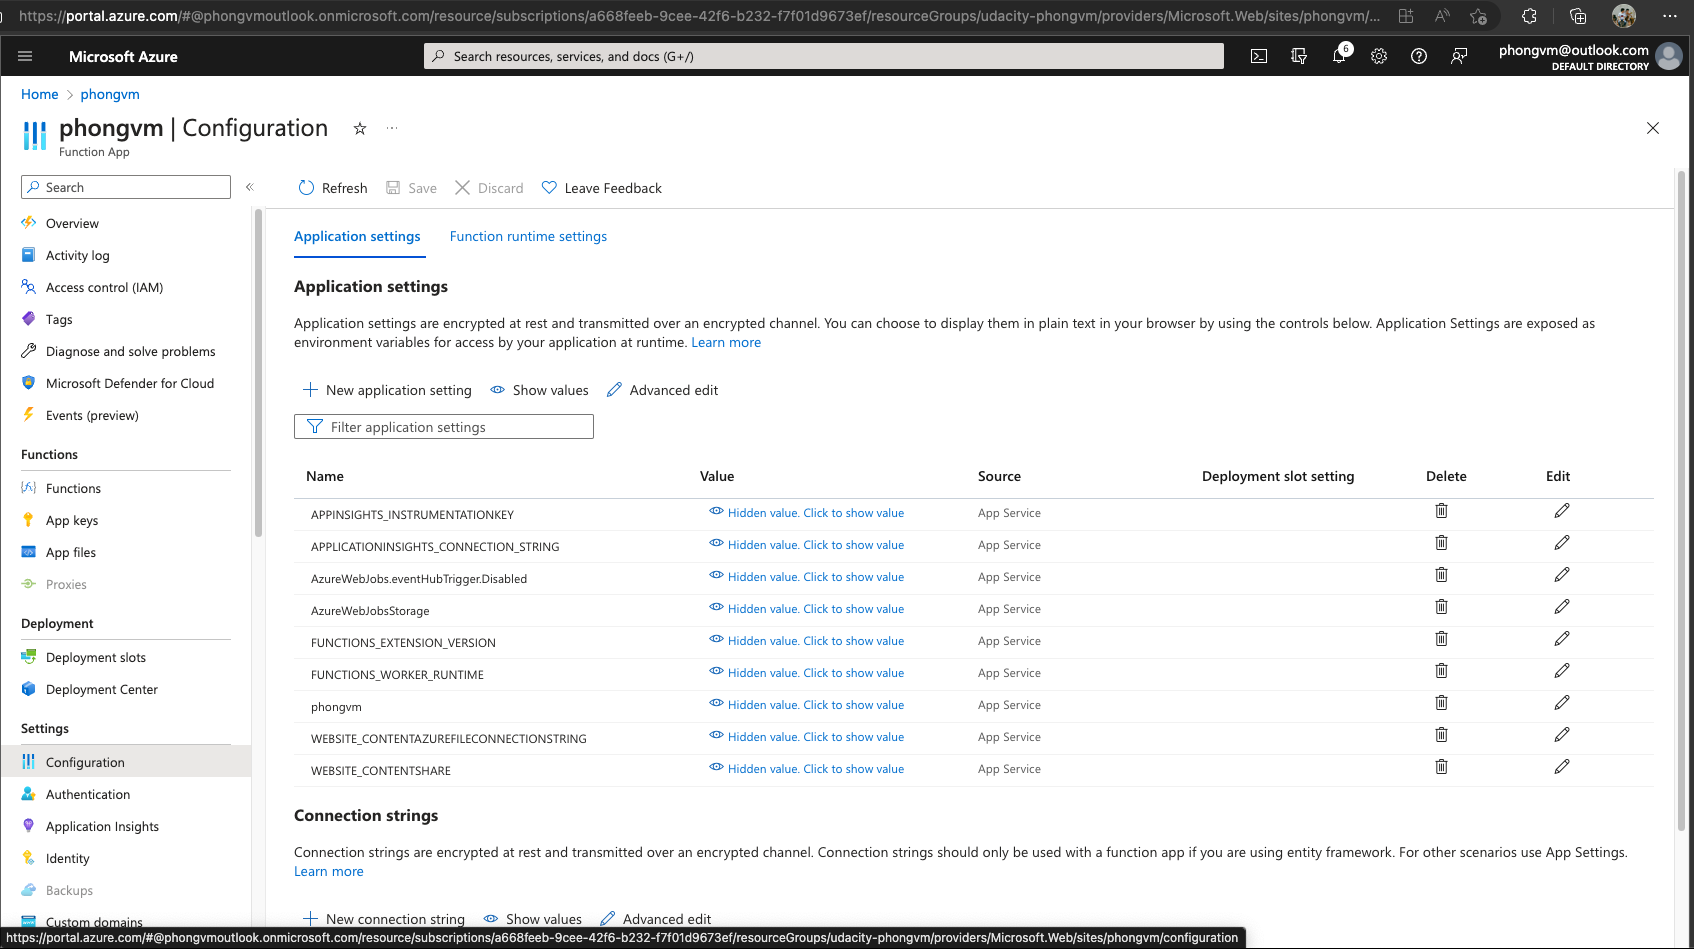 https://portal.azure.com/#@phongvmoutlook.onmicrosoft.com/resource/subscriptions/a668feeb-9cee-42f6-b232-f7f01d9673ef/resourceGroups/udacity-phongvm/providers/Microsoft.Web/sites/phongvm/...
Microsoft Azure
Search resources, services, and docs (G+/)
6
phongvm@outlook.com
DEFAULT DIRECTORY
Home > phongvm
phongvm | Configuration
Function App
Search
Refresh Save Discard Leave Feedback
Overview
Activity log
Access control (IAM)
Tags
Diagnose and solve problems
Microsoft Defender for Cloud
Events (preview)
Functions
Functions
App keys
App files
Proxies
Deployment
Deployment slots
Deployment Center
Settings
Configuration
Authentication
Application Insights
Identity
Backups
Custom domains
Application settings Function runtime settings
Application settings
Application settings are encrypted at rest and transmitted over an encrypted channel. You can choose to display them in plain text in your browser by using the controls below. Application Settings are exposed as
environment variables for access by your application at runtime. Learn more
New application setting Show values Advanced edit
Filter application settings
Name Value Source Deployment slot setting Delete Edit
APPINSIGHTS_INSTRUMENTATIONKEY Hidden value. Click to show value App Service
APPLICATIONINSIGHTS_CONNECTION_STRING Hidden value. Click to show value App Service
AzureWebJobs.eventHubTrigger.Disabled Hidden value. Click to show value App Service
AzureWebJobsStorage Hidden value. Click to show value App Service
FUNCTIONS_EXTENSION_VERSION Hidden value. Click to show value App Service
FUNCTIONS_WORKER_RUNTIME Hidden value. Click to show value App Service
phongvm Hidden value. Click to show value App Service
WEBSITE_CONTENTAZUREFILECONNECTIONSTRING Hidden value. Click to show value App Service
WEBSITE_CONTENTSHARE Hidden value. Click to show value App Service
Connection strings
Connection strings are encrypted at rest and transmitted over an encrypted channel. Connection strings should only be used with a function app if you are using entity framework. For other scenarios use App Settings.
Learn more
New connection string Show values Advanced edit
https://portal.azure.com/#@phongvmoutlook.onmicrosoft.com/resource/subscriptions/a668feeb-9cee-42f6-b232-f7f01d9673ef/resourceGroups/udacity-phongvm/providers/Microsoft.Web/sites/phongvm/configuration